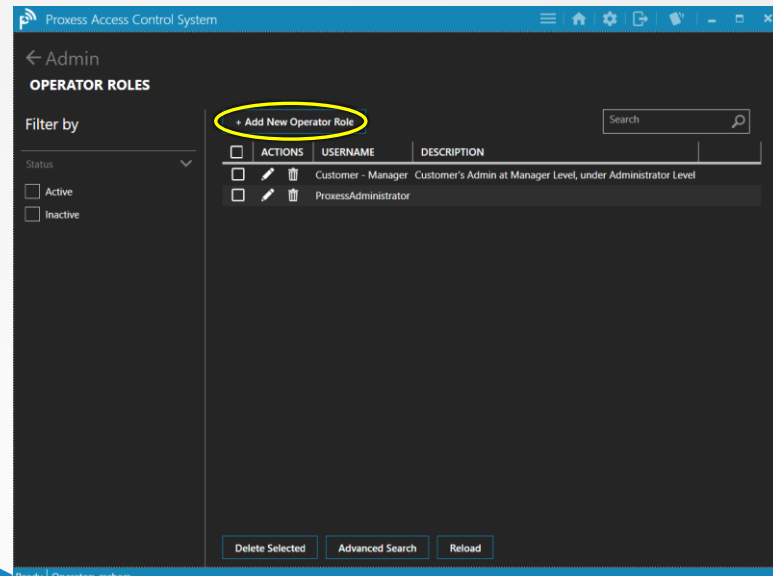 Proxess Access Control System
Admin
OPERATOR ROLES
Filter by
Status
Active
Inactive
+ Add New Operator Role
Search
ACTIONS USERNAME DESCRIPTION
Customer - Manager Customer's Admin at Manager Level, under Administrator Level
ProxessAdministrator
Delete Selected Advanced Search Reload